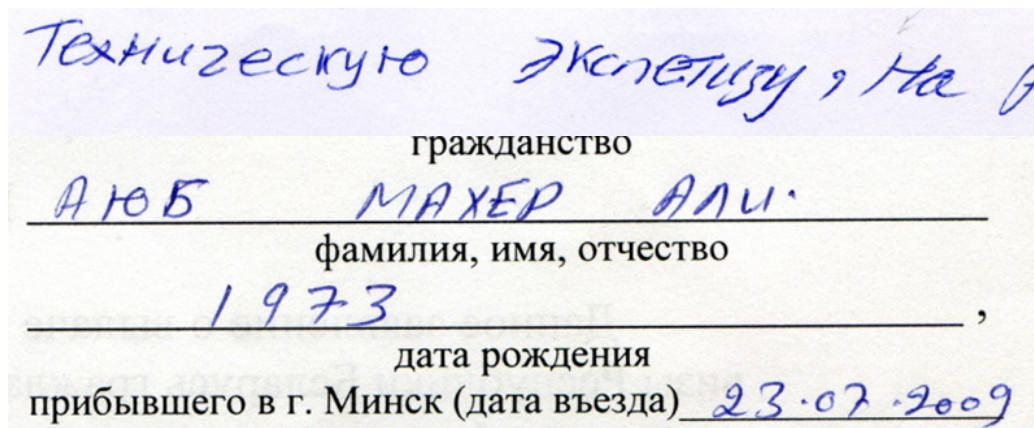 Техническую экспетизу, На
гражданство
АЮБ МАХЕР АЛИ.
фамилия, имя, отчество
1973 ,
дата рождения
прибывшего в г. Минск (дата въезда) 23.07.2009